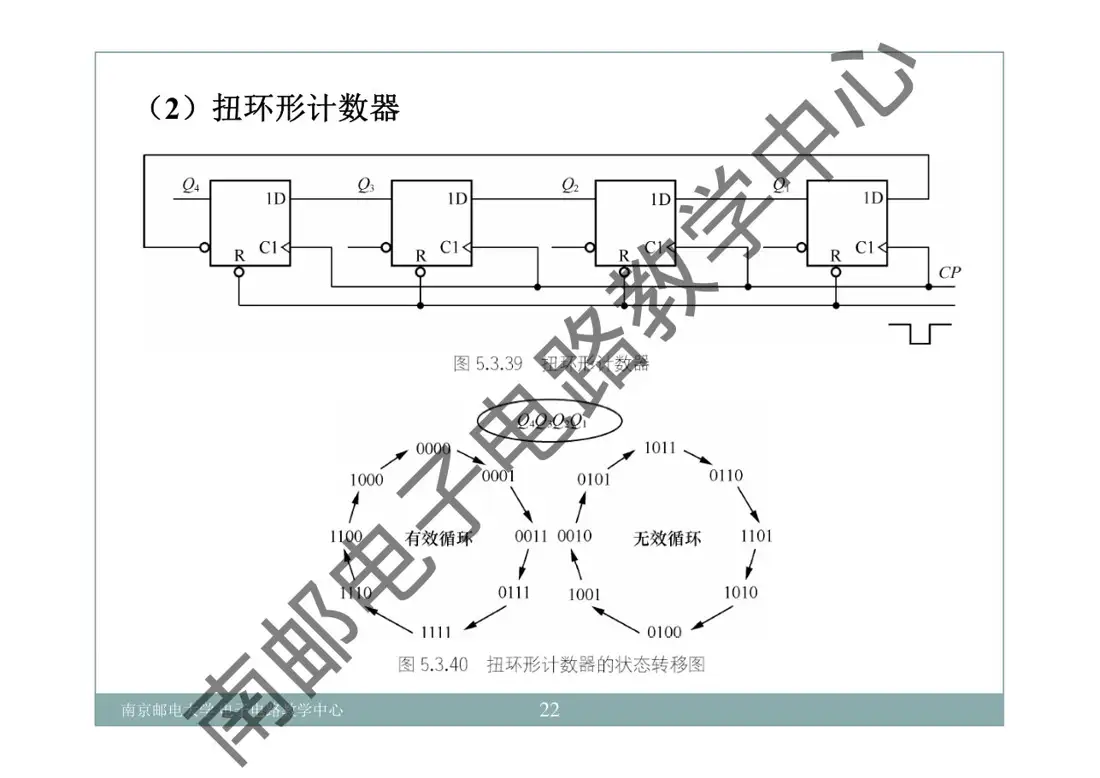 （2）扭环形计数器
Q4 1D Q3 1D Q2 1D Q1 1D
R C1 R C1 R C1 R C1
CP
图 5.3.39 扭环形计数器
Q4Q3Q2Q1
0000 1011
1000 0001 0101 0110
1100 有效循环 0011 0010 无效循环 1101
1110 0111 1001 1010
1111 0100
图 5.3.40 扭环形计数器的状态转移图
南京邮电大学 电子电路教学中心 22
南邮电子电路教学中心